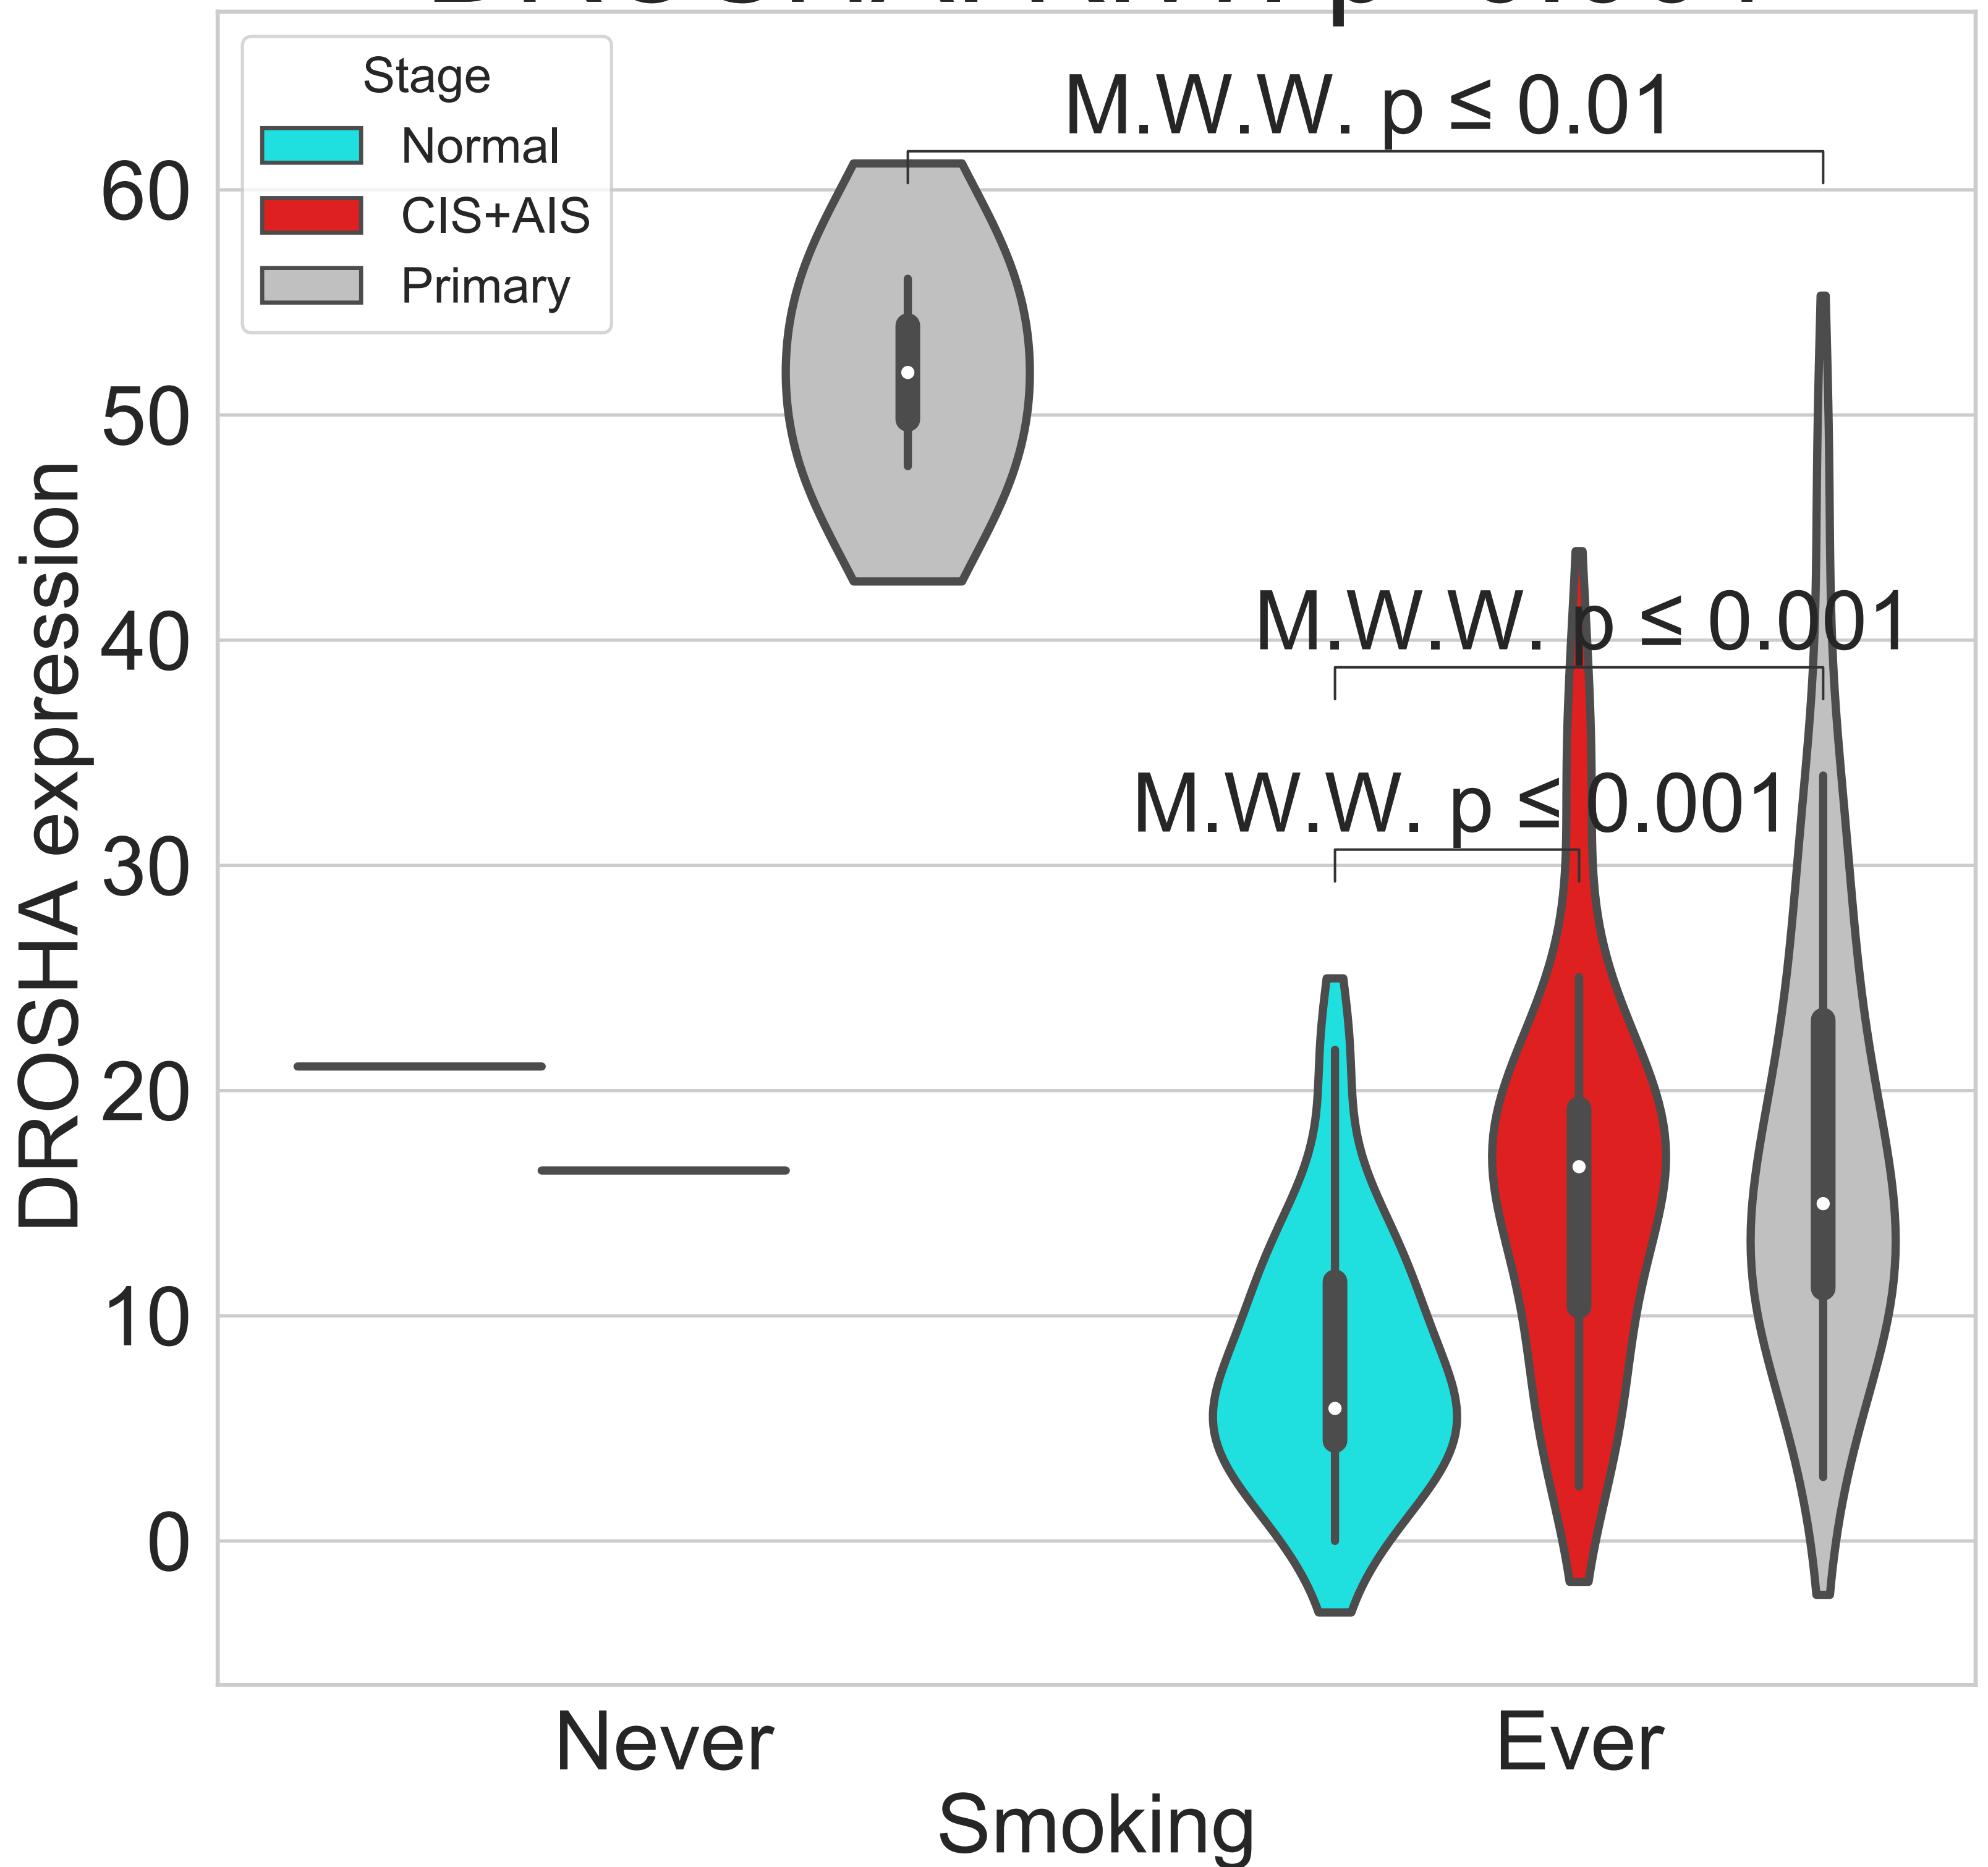 Stage
Normal
CIS+AIS
Primary
M.W.W. p ≤ 0.01
M.W.W. p ≤ 0.001
M.W.W. p ≤ 0.001
60
50
40
30
20
10
0
DROSHA expression
Never
Ever
Smoking